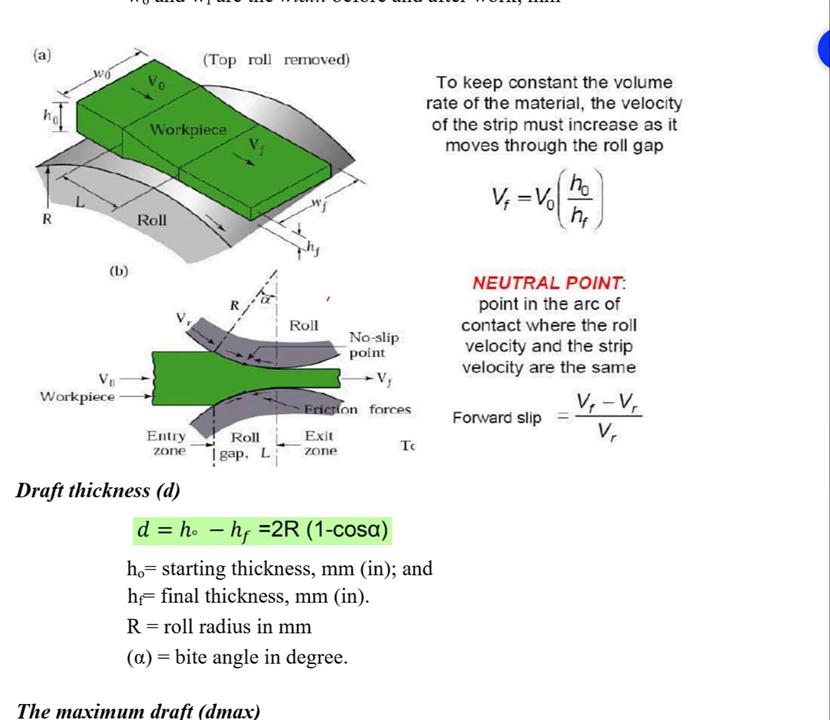 (a)
(Top roll removed)
w0
V0
h0
Workpiece
Vf
L
wf
R
Roll
hf
To keep constant the volume
rate of the material, the velocity
of the strip must increase as it
moves through the roll gap
Vf = V0 (h0 / hf)
(b)
R
α
Vr
Roll
No-slip
point
V0
Vf
Workpiece
Friction forces
Entry
zone
Roll
gap, L
Exit
zone
NEUTRAL POINT:
point in the arc of
contact where the roll
velocity and the strip
velocity are the same
Forward slip = Vf – Vr / Vr
Draft thickness (d)
d = h₀ − hf =2R (1-cosα)
ho= starting thickness, mm (in); and
hf= final thickness, mm (in).
R = roll radius in mm
(α) = bite angle in degree.
The maximum draft (dmax)